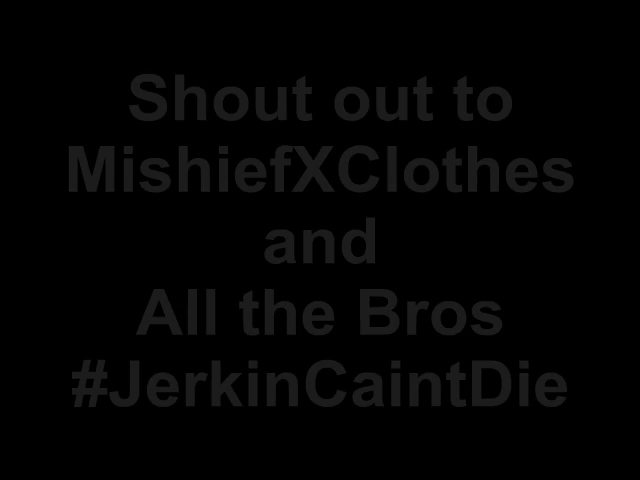 Shout out to
MishiefXClothes
and
All the Bros
#JerkinCaintDie